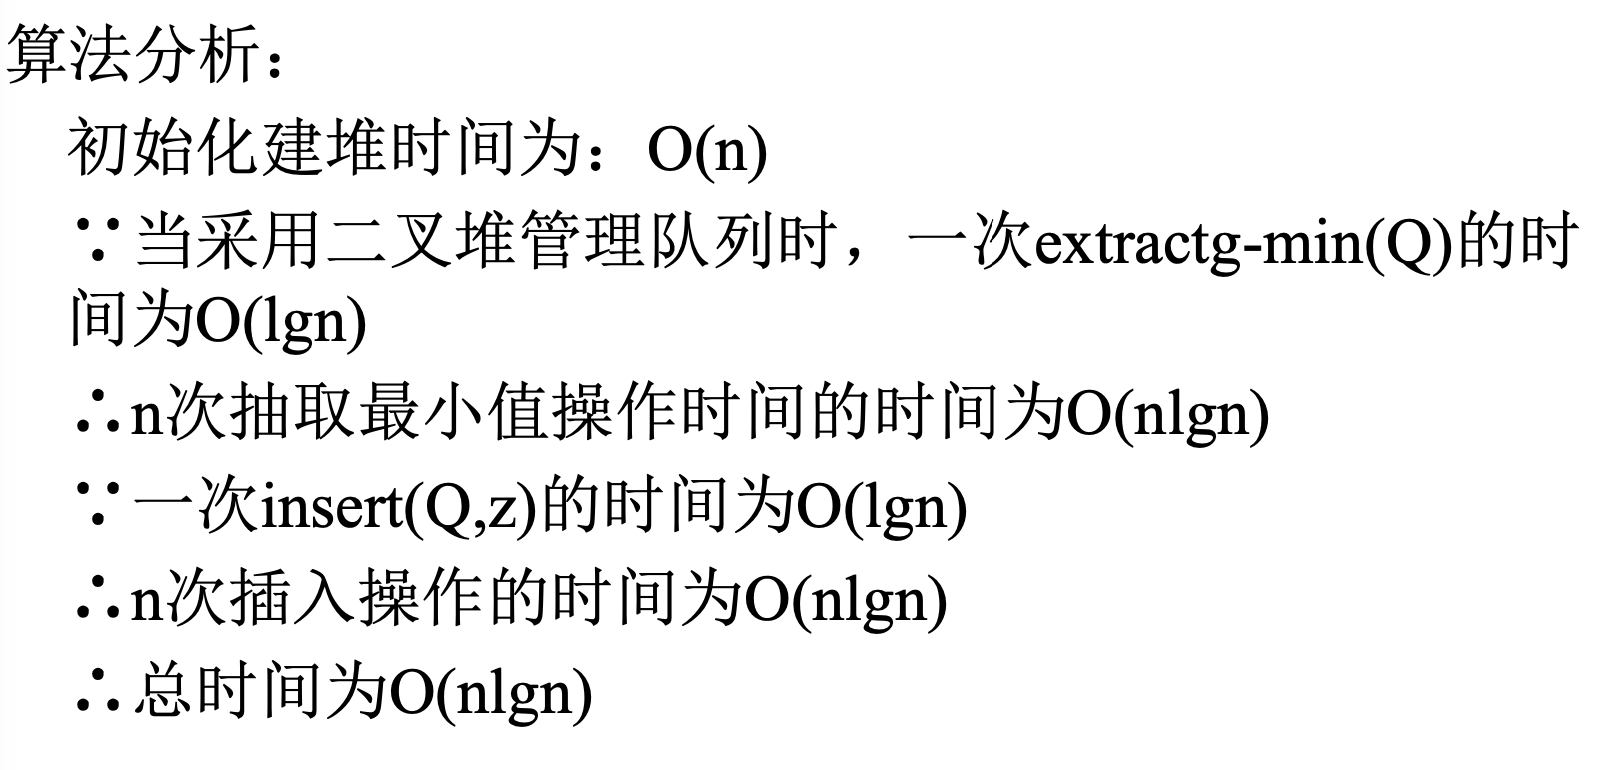 算法分析：
初始化建堆时间为：O(n)
∵当采用二叉堆管理队列时，一次extractg-min(Q)的时
间为O(lgn)
∴n次抽取最小值操作时间的时间为O(nlgn)
∵一次insert(Q,z)的时间为O(lgn)
∴n次插入操作的时间为O(nlgn)
∴总时间为O(nlgn)